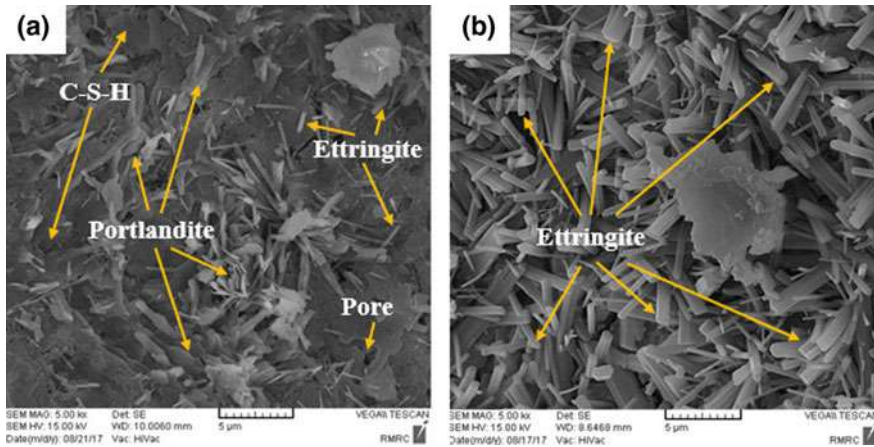 (a)
C-S-H
Ettringite
Portlandite
Pore
SEM MAG: 5.00 kx
Det: SE
SEM HV: 15.00 kV
WD: 10.0060 mm
5 µm
VEGA\\ TESCAN
Date(m/d/y): 08/21/17
Vac: HiVac
RMRC
(b)
Ettringite
SEM MAG: 5.00 kx
Det: SE
SEM HV: 15.00 kV
WD: 8.6468 mm
5 µm
VEGA\\ TESCAN
Date(m/d/y): 08/17/17
Vac: HiVac
RMRC